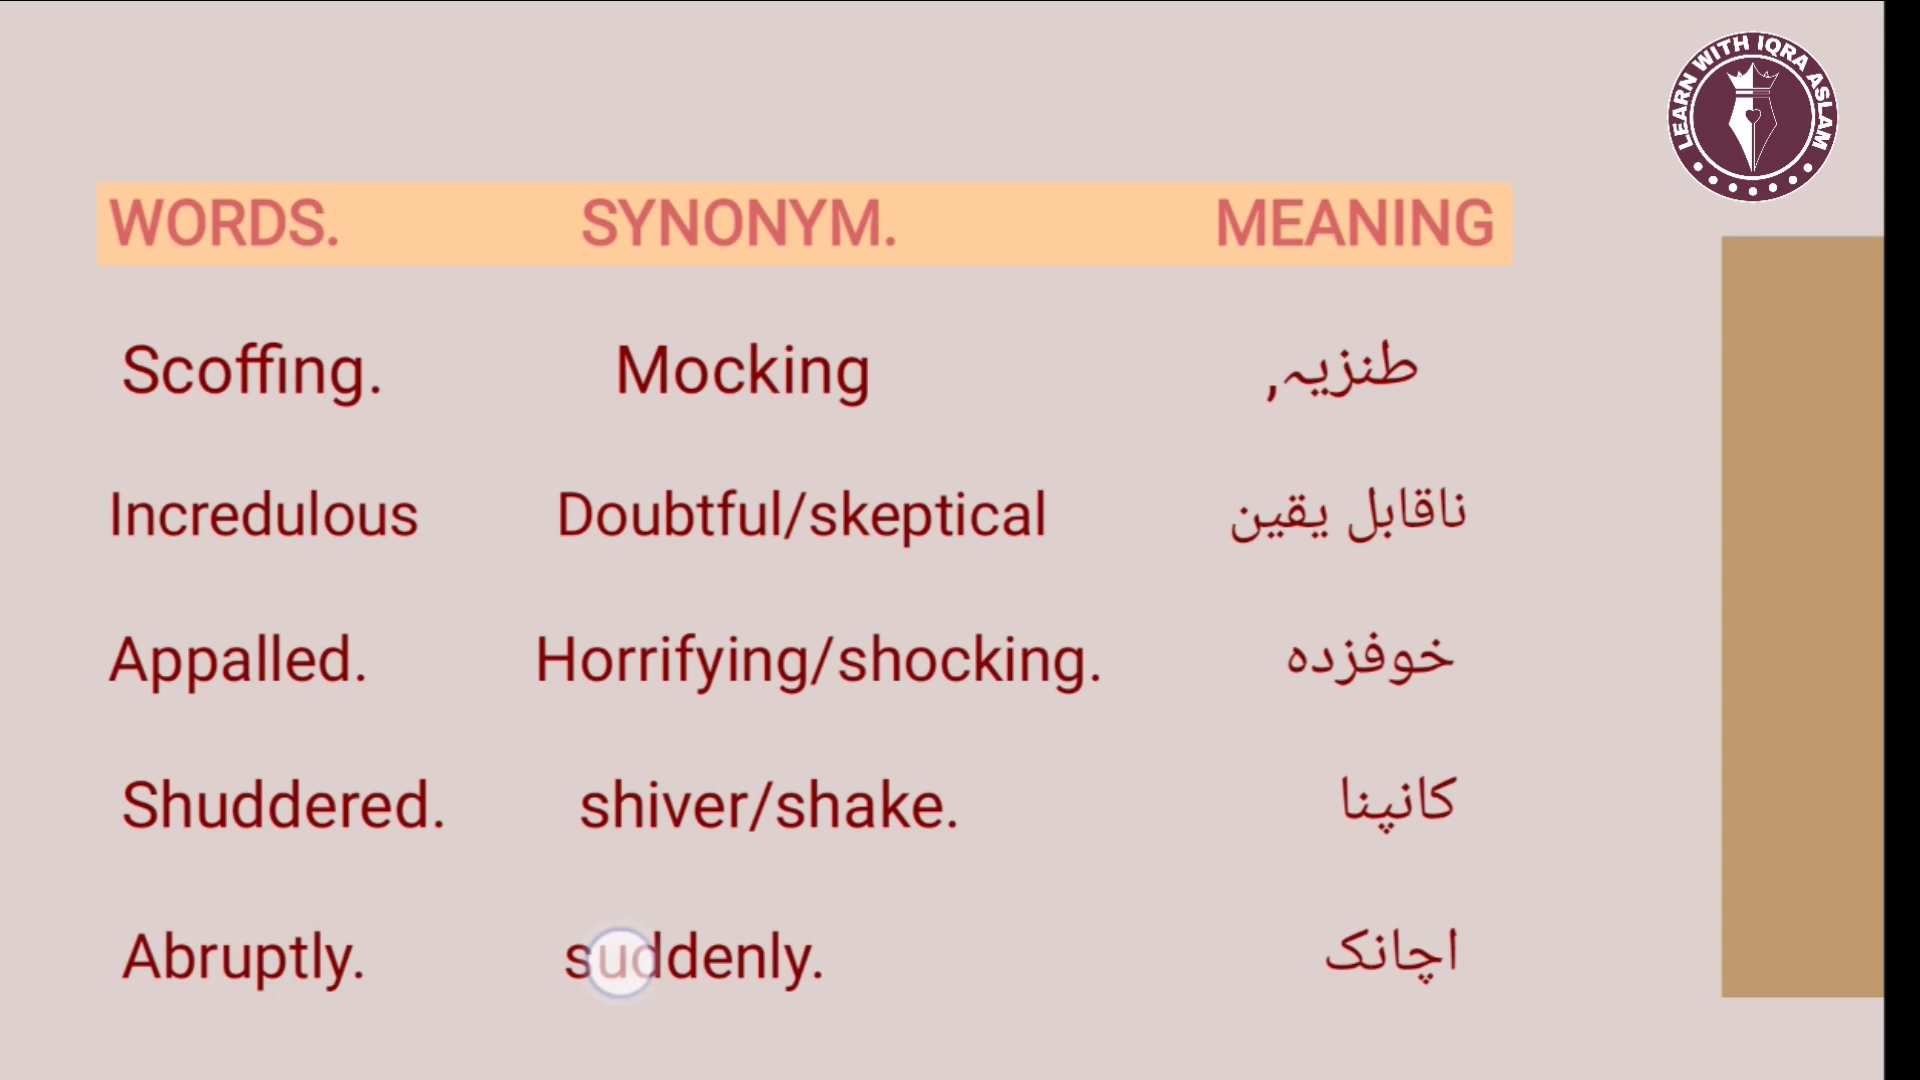 LEARN WITH IQRA ASLAM
WORDS. SYNONYM. MEANING
Scoffing. Mocking طنزیہ,
Incredulous Doubtful/skeptical ناقابل یقین
Appalled. Horrifying/shocking. خوفزدہ
Shuddered. shiver/shake. کانپنا
Abruptly. suddenly. اچانک